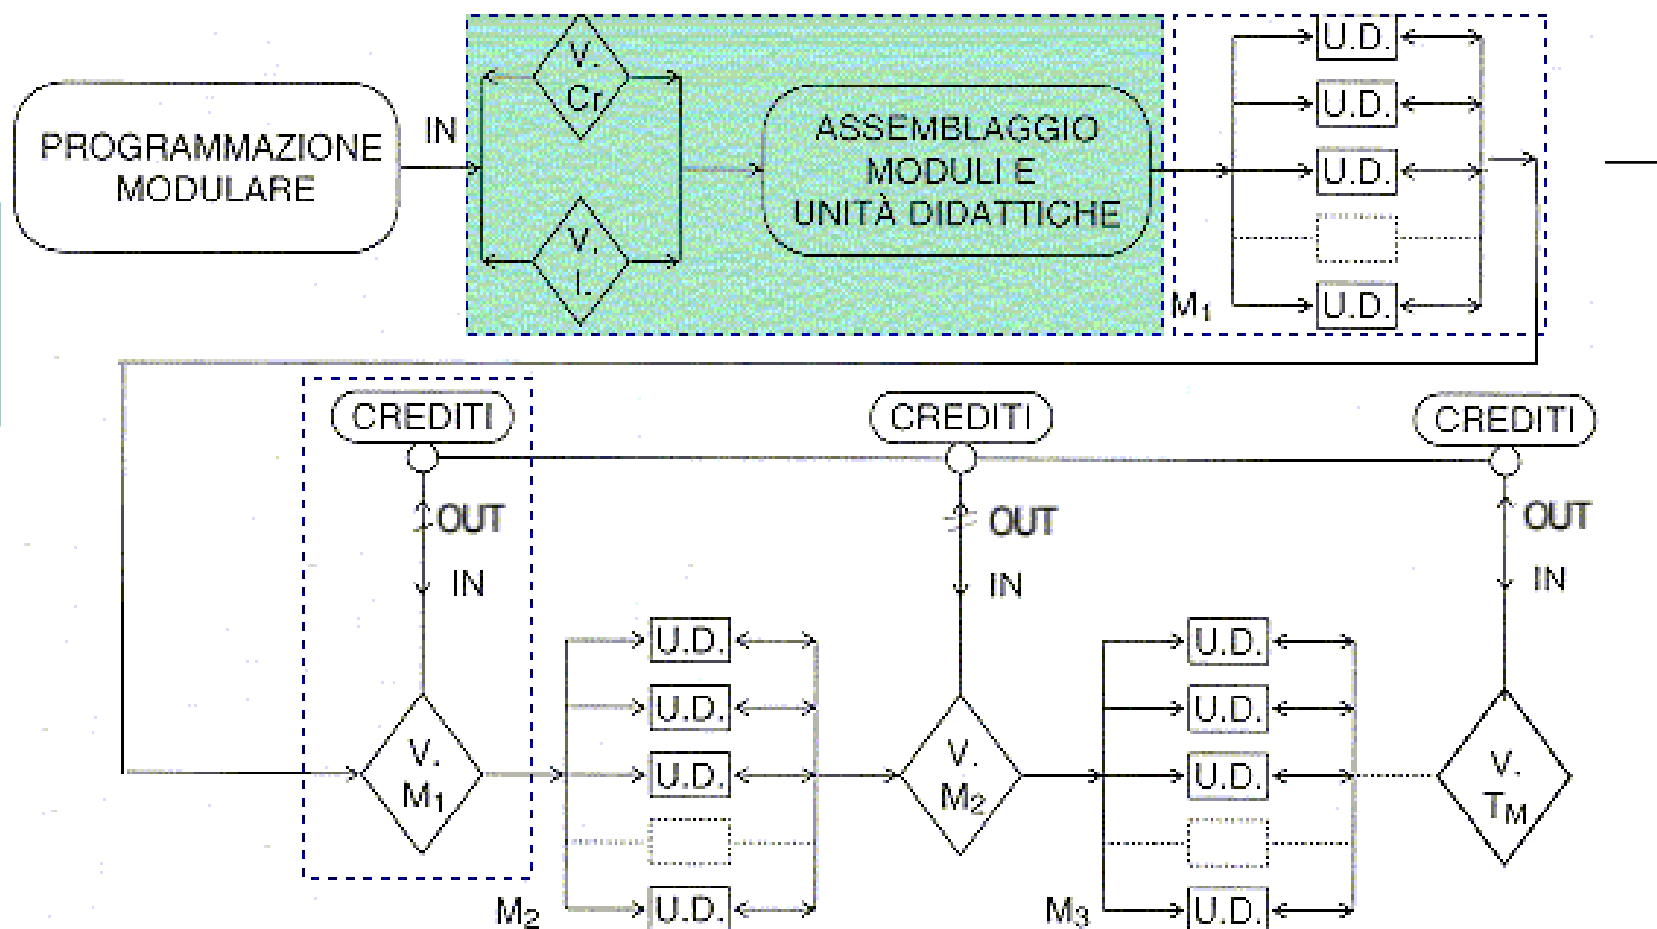 PROGRAMMAZIONE
MODULARE
IN
V.
Cr
V.
I.
ASSEMBLAGGIO
MODULI E
UNITÀ DIDATTICHE
M1
U.D.
U.D.
U.D.
U.D.
CREDITI
CREDITI
CREDITI
OUT
OUT
OUT
IN
IN
IN
V.
M1
U.D.
U.D.
U.D.
U.D.
M2
V.
M2
U.D.
U.D.
U.D.
U.D.
M3
V.
TM